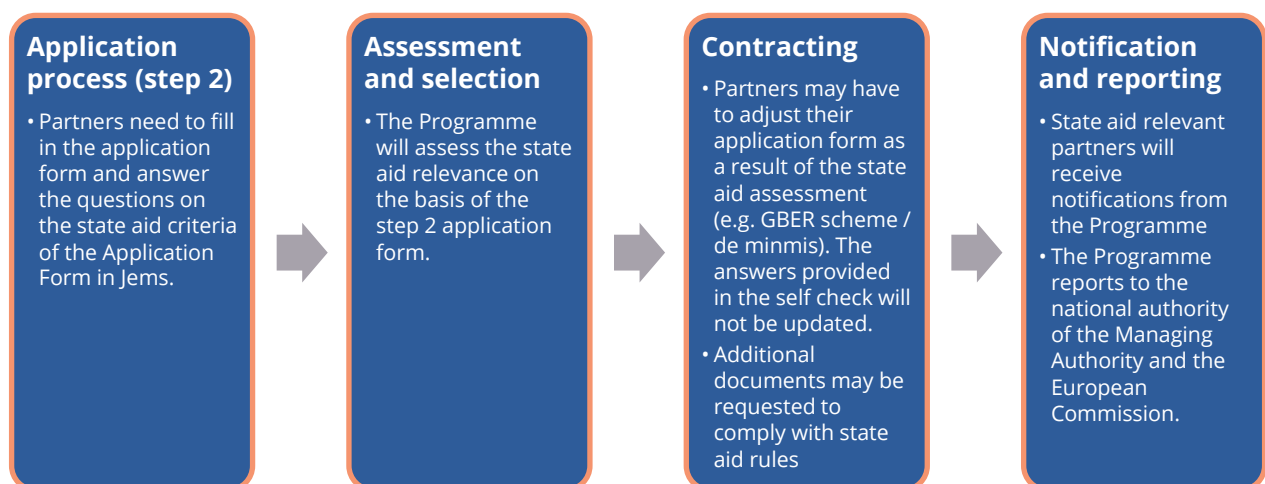 Application
process (step 2)
• Partners need to fill
in the application
form and answer
the questions on
the state aid criteria
of the Application
Form in Jems.
Assessment
and selection
• The Programme
will assess the state
aid relevance on
the basis of the
step 2 application
form.
Contracting
• Partners may have
to adjust their
application form as
a result of the state
aid assessment
(e.g. GBER scheme /
de minmis). The
answers provided
in the self check will
not be updated.
• Additional
documents may be
requested to
comply with state
aid rules
Notification
and reporting
• State aid relevant
partners will
receive
notifications from
the Programme
• The Programme
reports to the
national authority
of the Managing
Authority and the
European
Commission.